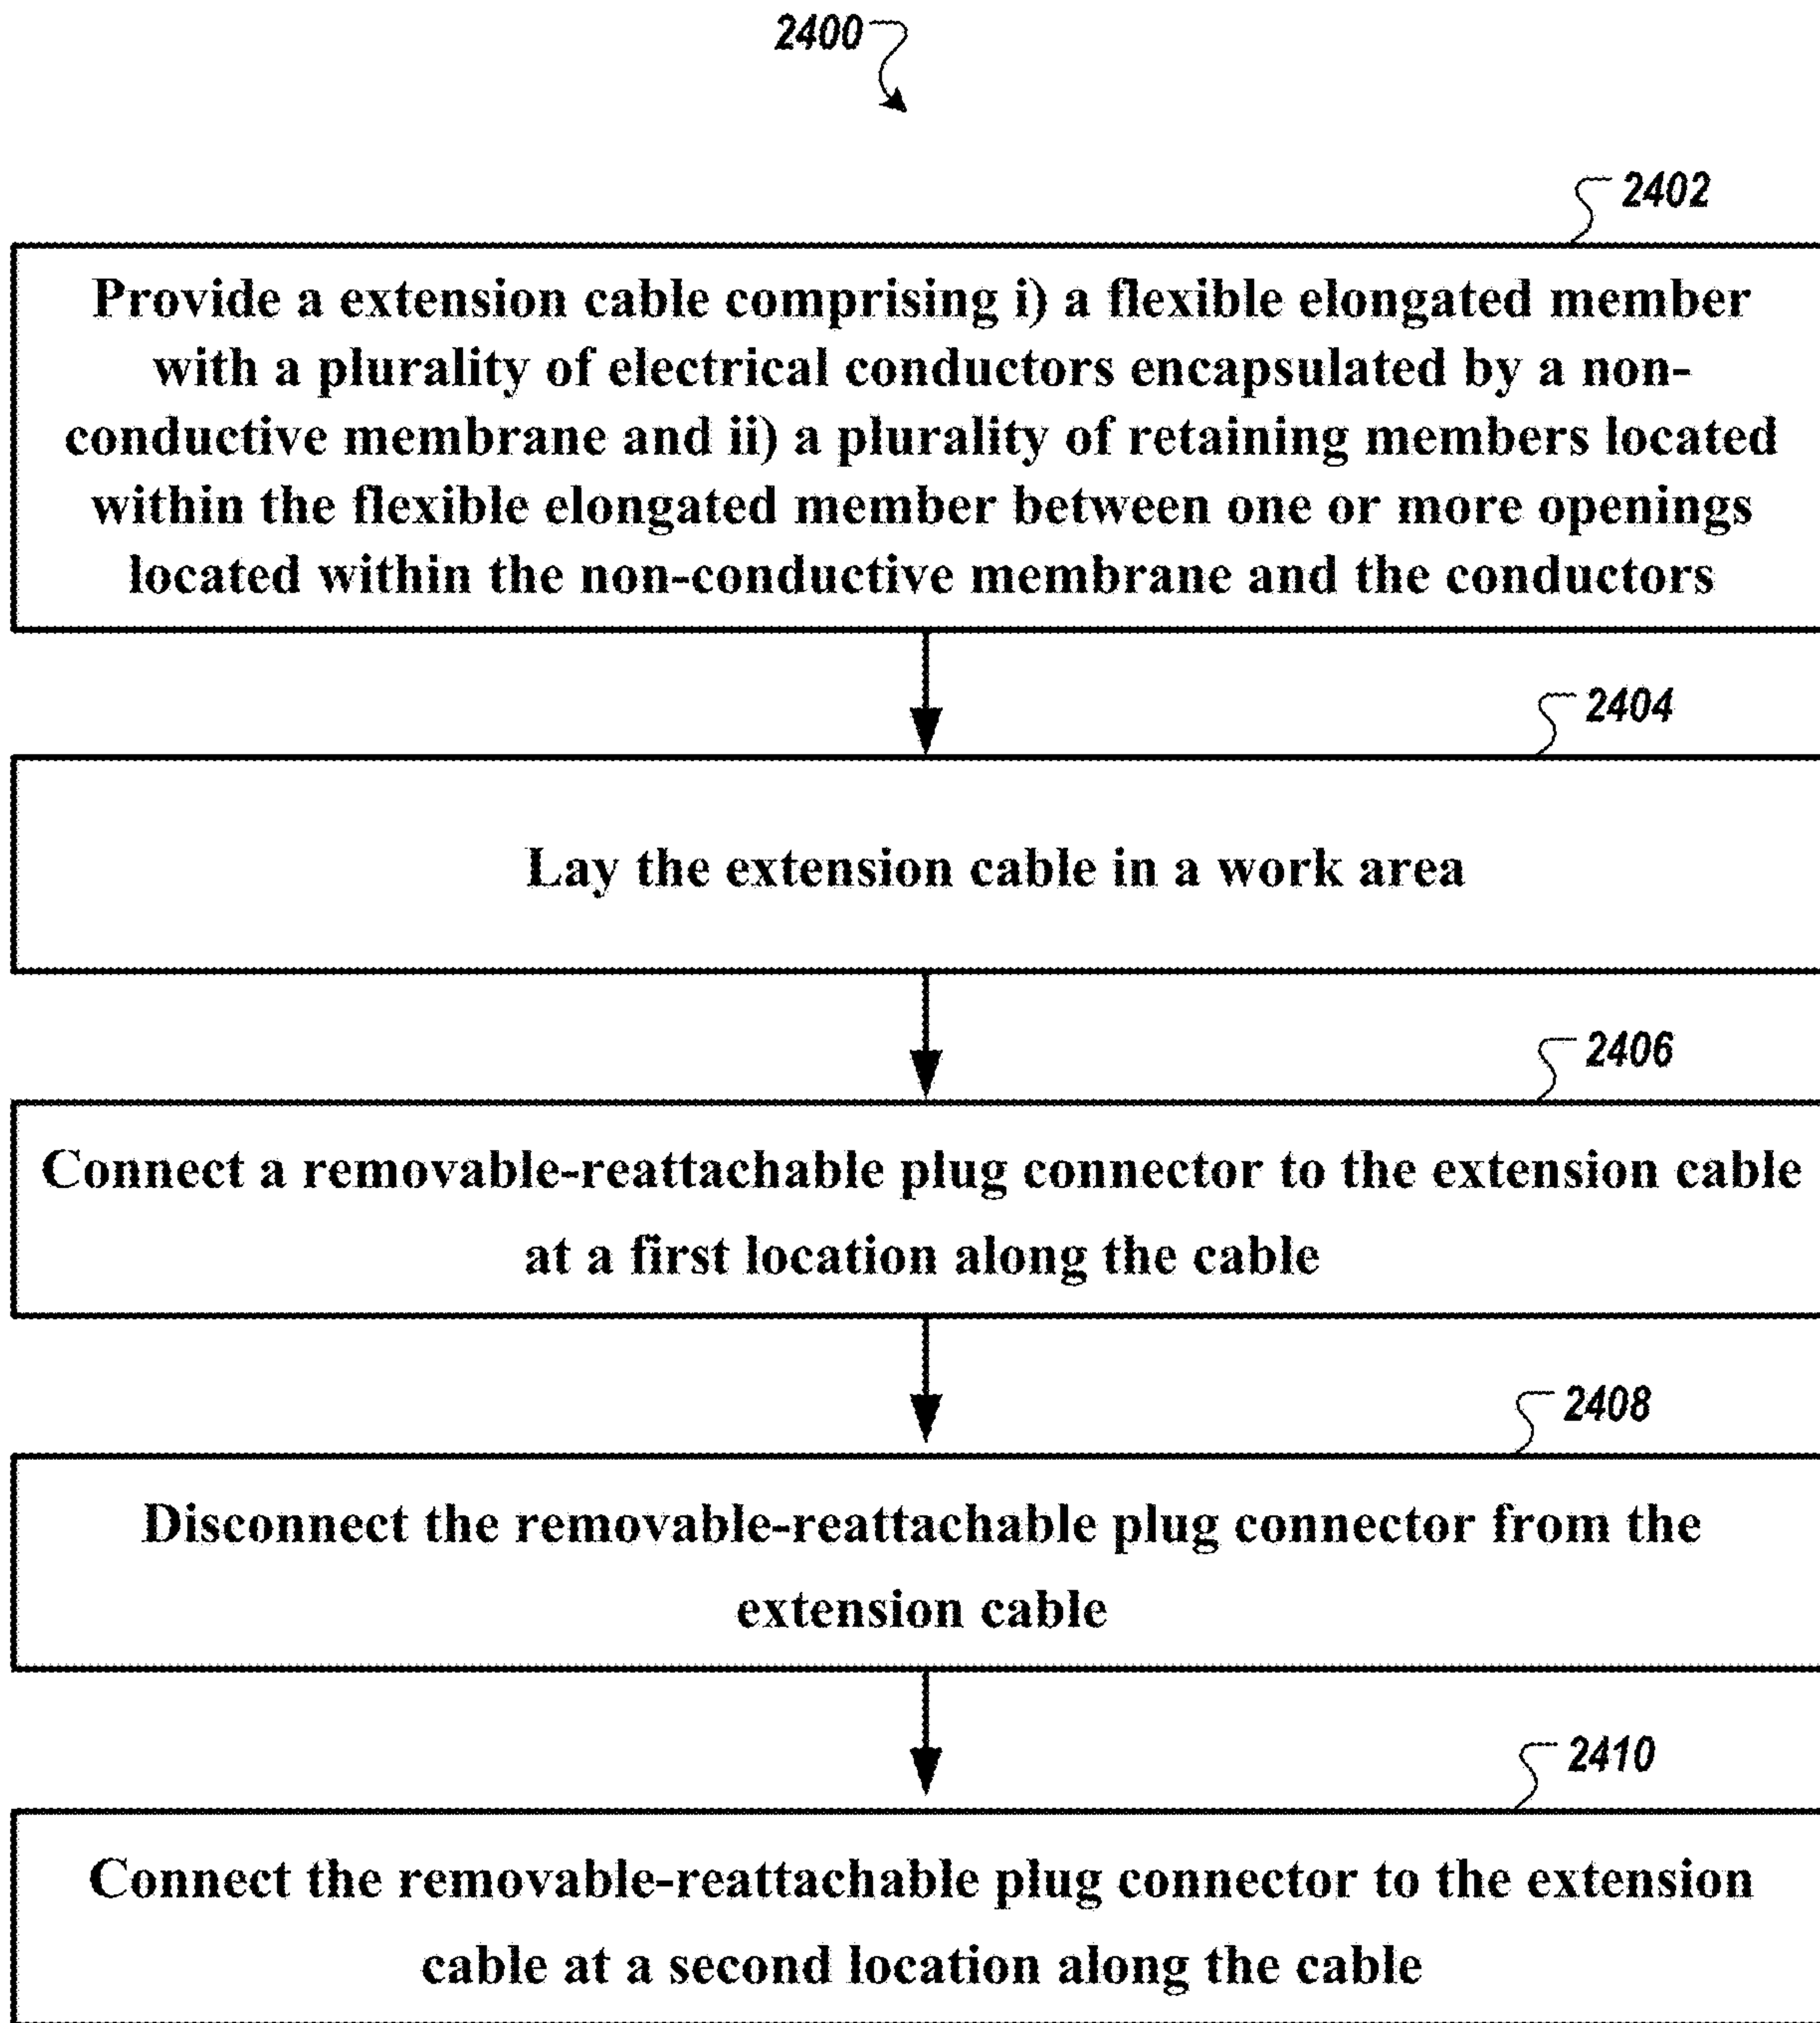 2400
2402
Provide a extension cable comprising i) a flexible elongated member
with a plurality of electrical conductors encapsulated by a non-
conductive membrane and ii) a plurality of retaining members located
within the flexible elongated member between one or more openings
located within the non-conductive membrane and the conductors
2404
Lay the extension cable in a work area
2406
Connect a removable-reattachable plug connector to the extension cable
at a first location along the cable
2408
Disconnect the removable-reattachable plug connector from the
extension cable
2410
Connect the removable-reattachable plug connector to the extension
cable at a second location along the cable